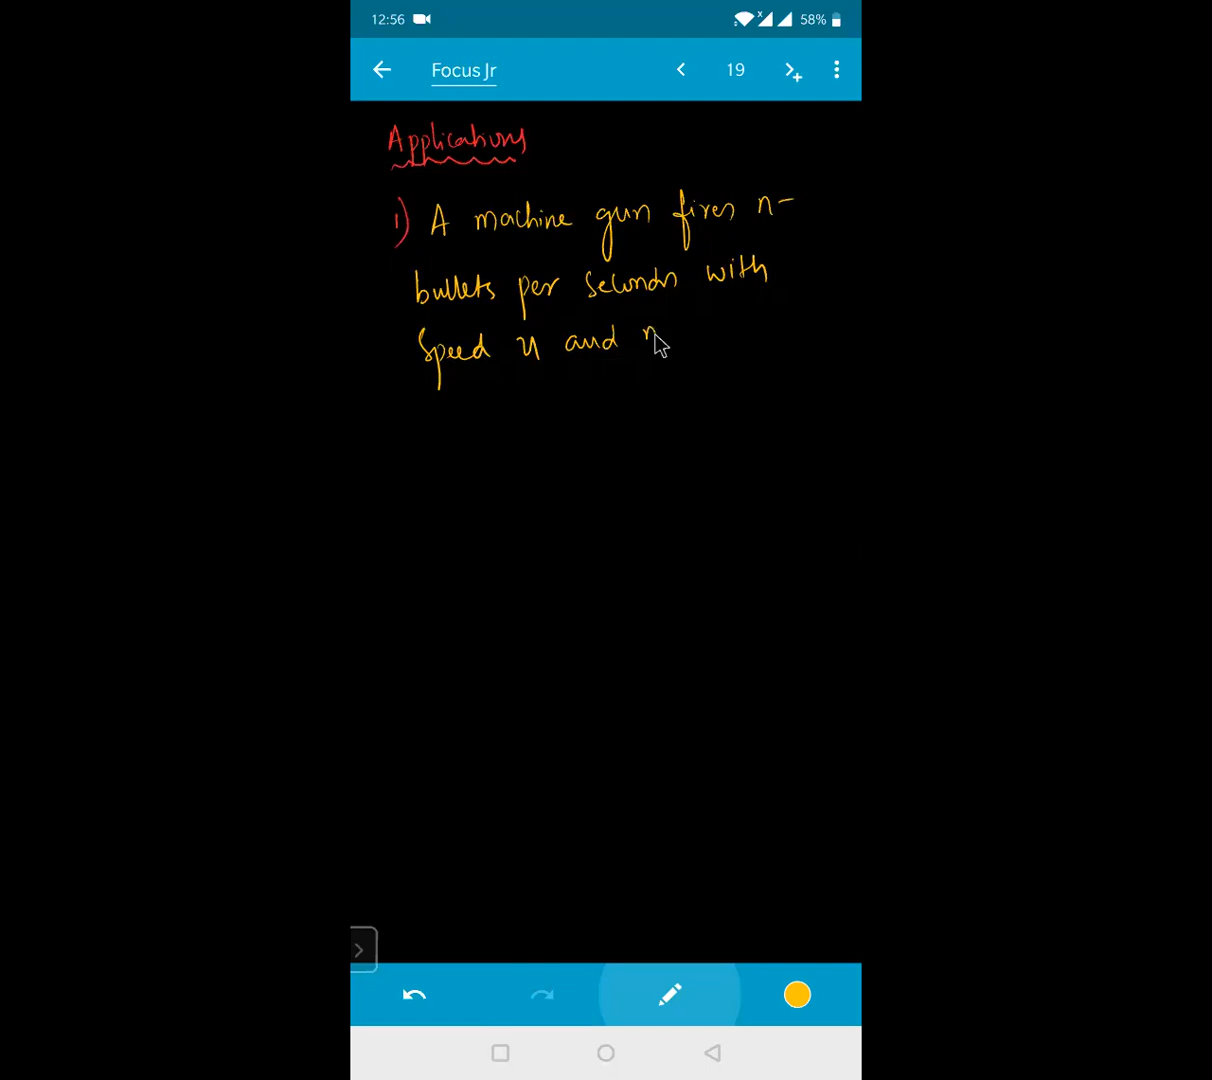 12:56 58%
Focus Jr 19
Applications
1) A machine gun fires n-
bullets per seconds with
speed u and